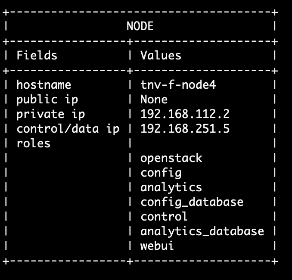 +-----------------+--------------------+
|                 NODE                 |
+-----------------+--------------------+
| Fields          | Values             |
+-----------------+--------------------+
| hostname        | tnv-f-node4        |
| public ip       | None               |
| private ip      | 192.168.112.2      |
| control/data ip | 192.168.251.5      |
| roles           |                    |
|                 | openstack          |
|                 | config             |
|                 | analytics          |
|                 | config_database    |
|                 | control            |
|                 | analytics_database |
|                 | webui              |
+-----------------+--------------------+